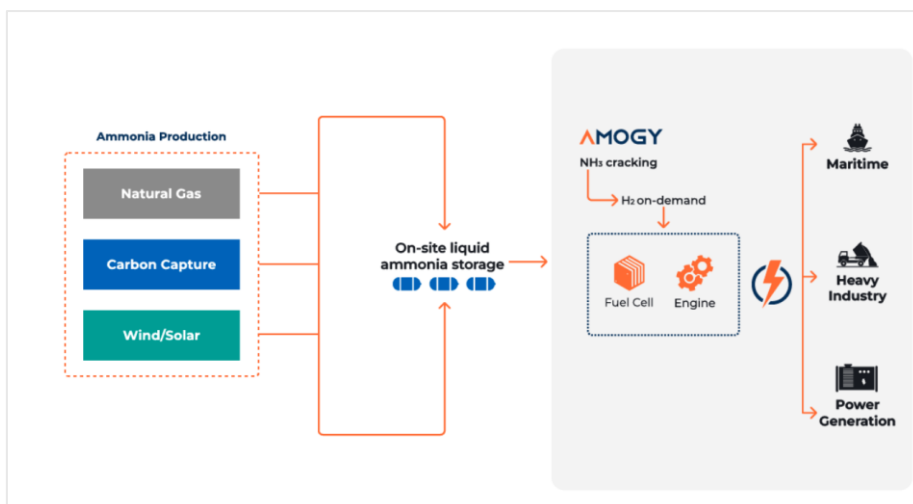 Ammonia Production
Natural Gas
Carbon Capture
Wind/Solar
On-site liquid
ammonia storage
AMOGY
NH₃ cracking
H₂ on-demand
Fuel Cell
Engine
Maritime
Heavy
Industry
Power
Generation